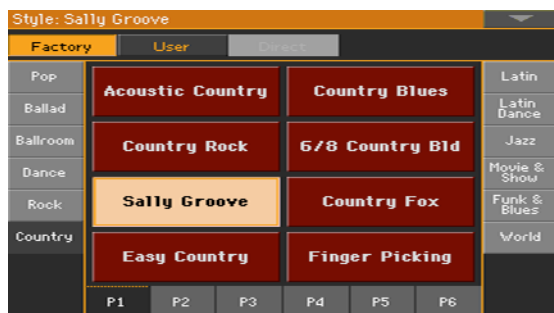 Style: Sally Groove
Factory User Direct
Pop
Ballad
Ballroom
Dance
Rock
Country
Acoustic Country Country Blues
Country Rock 6/8 Country Bld
Sally Groove Country Fox
Easy Country Finger Picking
Latin
Latin
Dance
Jazz
Movie &
Show
Funk &
Blues
World
P1 P2 P3 P4 P5 P6